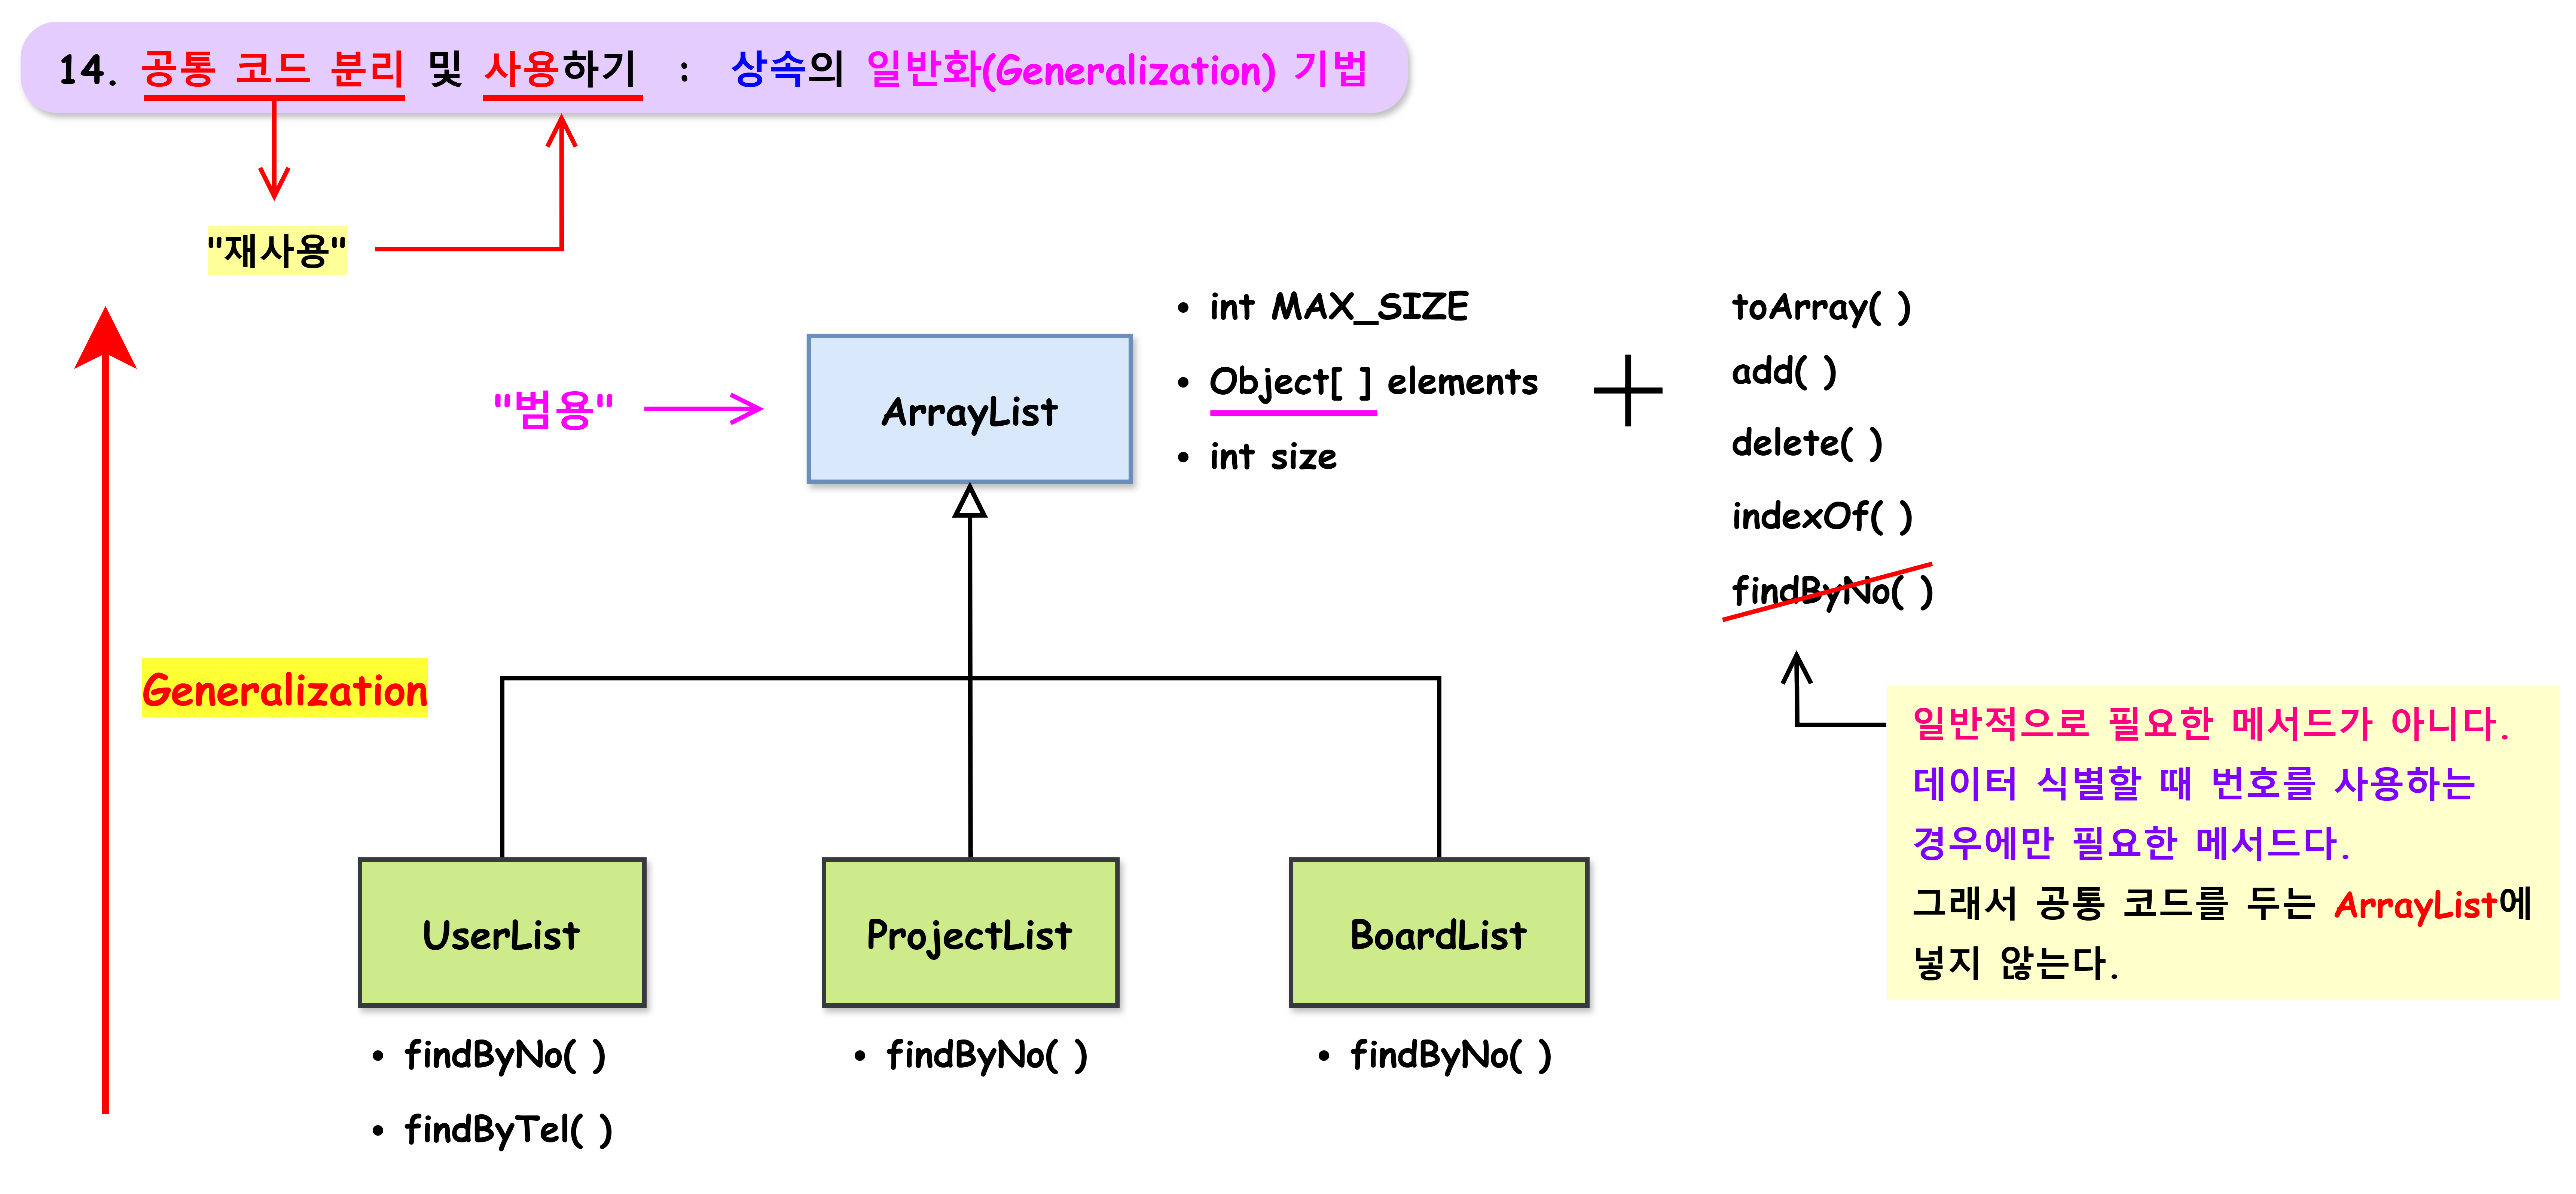 14. 공통 코드 분리 및 사용하기 : 상속의 일반화(Generalization) 기법
"재사용"
"범용"
ArrayList
• int MAX_SIZE
• Object[ ] elements
• int size
toArray( )
add( )
delete( )
indexOf( )
findByNo( )
Generalization
일반적으로 필요한 메서드가 아니다.
데이터 식별할 때 번호를 사용하는
경우에만 필요한 메서드다.
그래서 공통 코드를 두는 ArrayList에
넣지 않는다.
UserList
• findByNo( )
• findByTel( )
ProjectList
• findByNo( )
BoardList
• findByNo( )